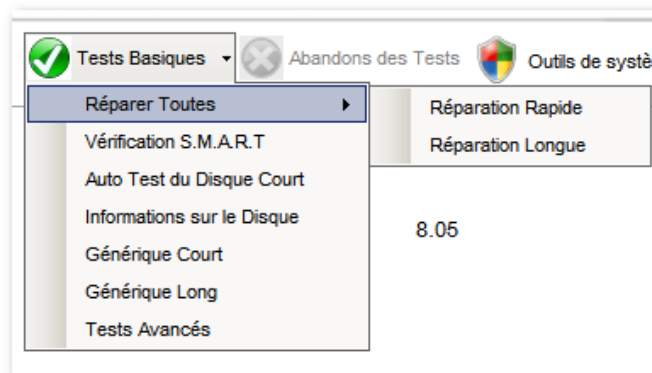 Tests Basiques
Abandons des Tests
Outils de systè
Réparer Toutes
Réparation Rapide
Vérification S.M.A.R.T
Réparation Longue
Auto Test du Disque Court
Informations sur le Disque
8.05
Générique Court
Générique Long
Tests Avancés